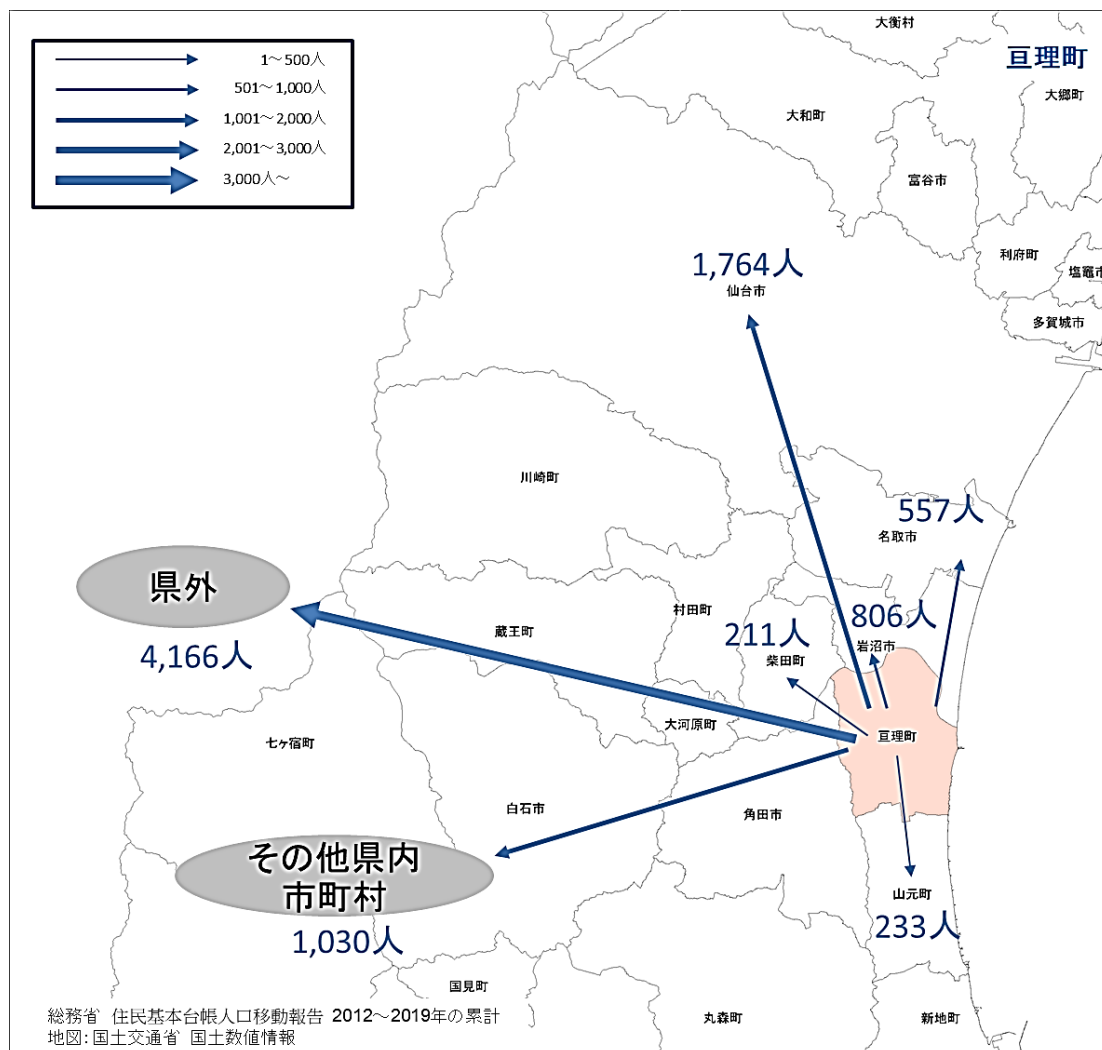 1～500人
501～1,000人
1,001～2,000人
2,001～3,000人
3,000人～
亘理町
大衡村
大郷町
大和町
富谷市
利府町
塩竈市
多賀城市
1,764人
仙台市
川崎町
557人
名取市
県外
4,166人
蔵王町
村田町
211人
柴田町
806人
岩沼市
大河原町
亘理町
七ヶ宿町
白石市
角田市
その他県内
市町村
1,030人
山元町
233人
国見町
丸森町
新地町
総務省 住民基本台帳人口移動報告 2012～2019年の累計
地図：国土交通省 国土数値情報